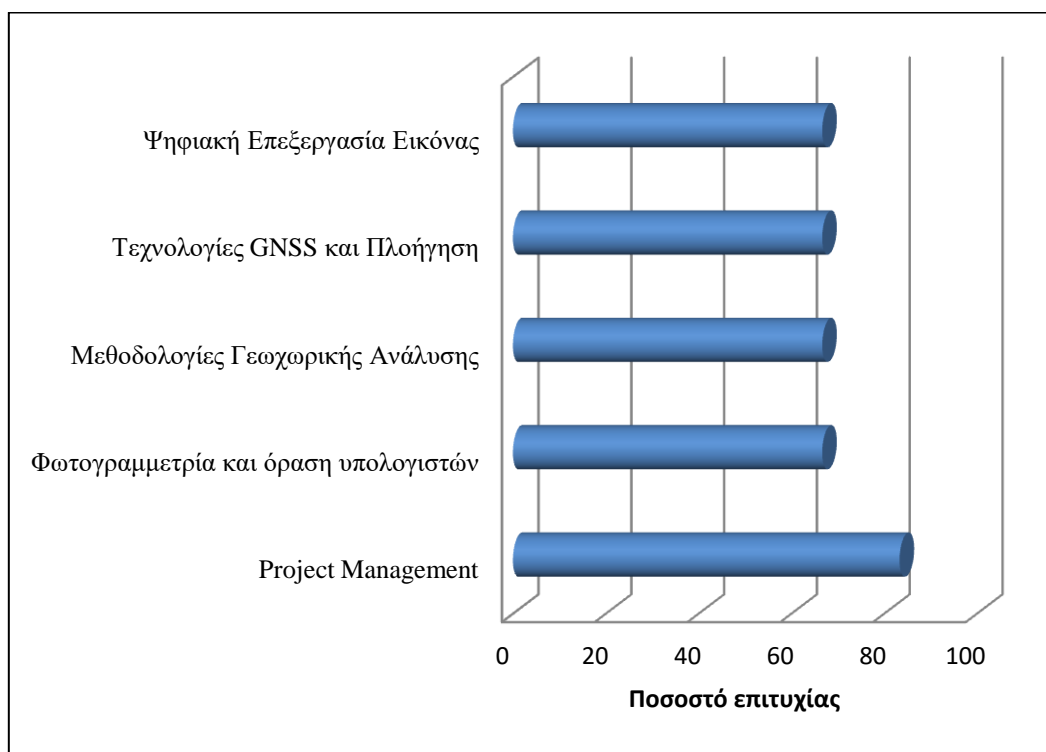 Ψηφιακή Επεξεργασία Εικόνας
Τεχνολογίες GNSS και Πλοήγηση
Μεθοδολογίες Γεωχωρικής Ανάλυσης
Φωτογραμμετρία και όραση υπολογιστών
Project Management
0 20 40 60 80 100
Ποσοστό επιτυχίας